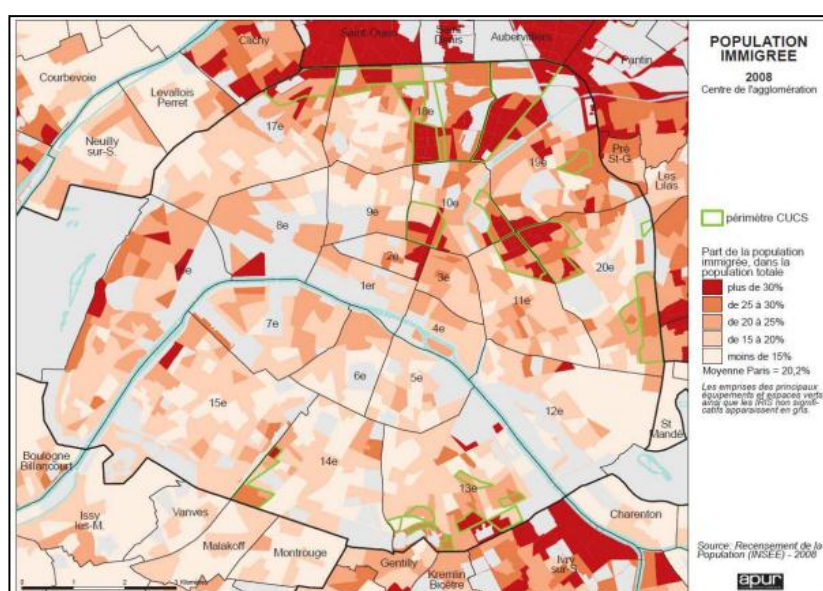 POPULATION
IMMIGREE
2008
Centre de l'agglomération
périmètre CUCS
Part de la population
immigrée, dans la
population totale
plus de 30%
de 25 à 30%
de 20 à 25%
de 15 à 20%
moins de 15%
Moyenne Paris = 20,2%
Les emprises des principaux
équipements et espaces verts
ainsi que les IRIS non signifi-
catifs apparaissent en gris.
Source: Recensement de la
Population (INSEE) - 2008
apur
Clichy
Saint-Ouen
Denis
Aubervilliers
Pantin
Courbevoie
Levallois
Perret
Neuilly
sur-S.
17e
18e
19e
Pré
St-G.
Les
Lilas
8e
9e
10e
2e
3e
1er
20e
11e
7e
4e
6e
5e
15e
12e
St
Mandé
14e
13e
Boulogne
Billancourt
Issy
les-M.
Vanves
Malakoff
Montrouge
Gentilly
Kremlin
Bicêtre
Ivry
sur-S.
Charenton